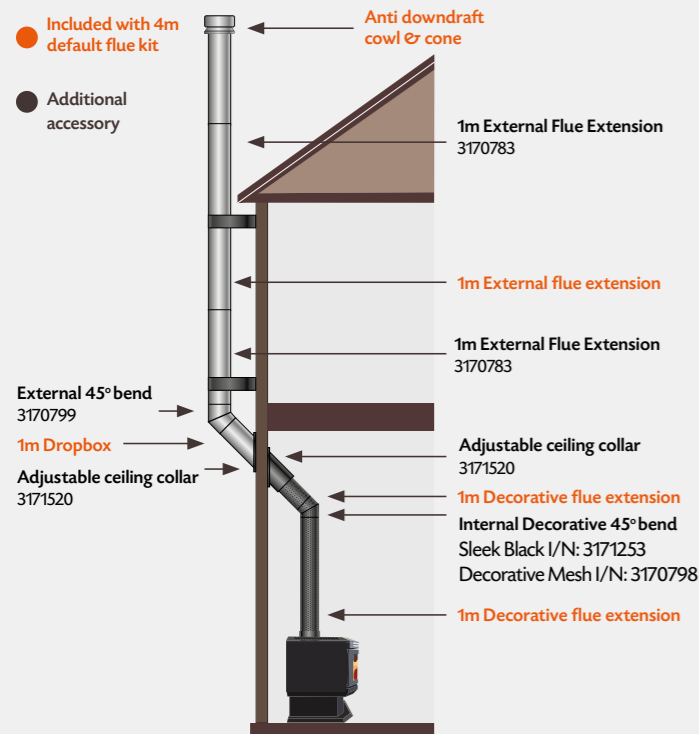 Included with 4m
default flue kit
Additional
accessory
Anti downdraft
cowl & cone
1m External Flue Extension
3170783
1m External flue extension
1m External Flue Extension
3170783
External 45° bend
3170799
1m Dropbox
Adjustable ceiling collar
3171520
Adjustable ceiling collar
3171520
1m Decorative flue extension
Internal Decorative 45° bend
Sleek Black I/N: 3171253
Decorative Mesh I/N: 3170798
1m Decorative flue extension